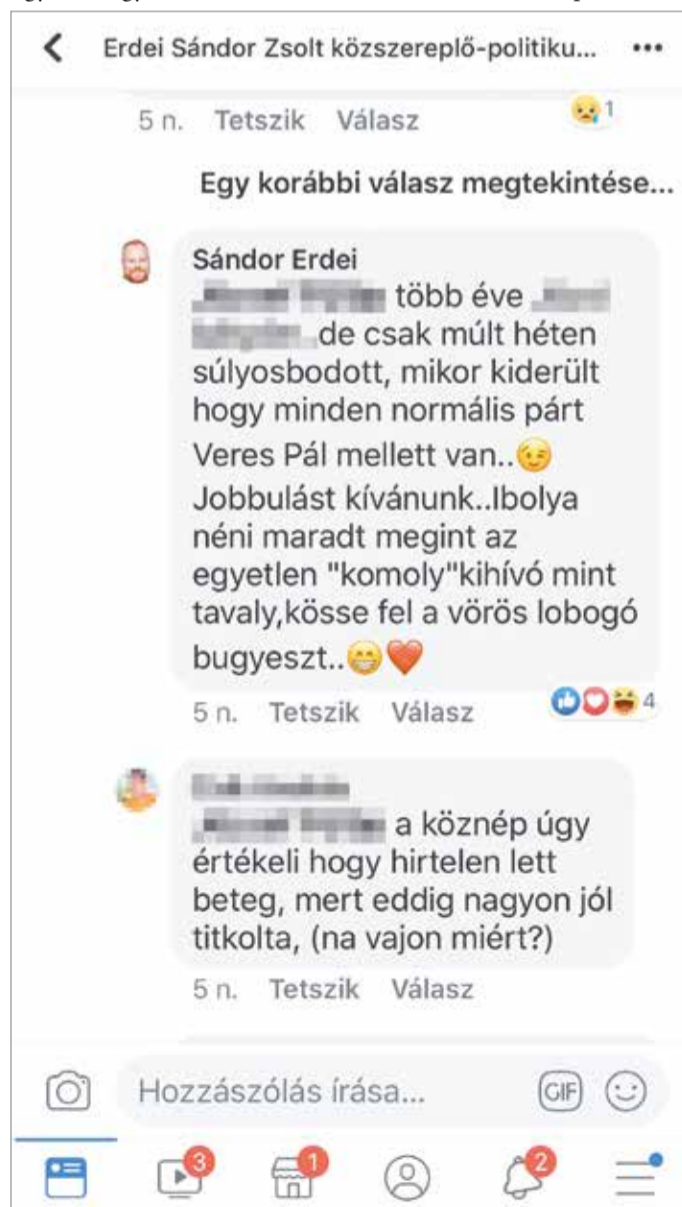 Erdei Sándor Zsolt közszereplő-politiku...
5 n. Tetszik Válasz 1
Egy korábbi válasz megtekintése...
Sándor Erdei
több éve
..de csak múlt héten
súlyosbodott, mikor kiderült
hogy minden normális párt
Veres Pál mellett van..😉
Jobbulást kívánunk..Ibolya
néni maradt megint az
egyetlen "komoly"kihívó mint
tavaly,kösse fel a vörös lobogó
bugyeszt..😁❤️
5 n. Tetszik Válasz 4
a köznép úgy
értékeli hogy hirtelen lett
beteg, mert eddig nagyon jól
titkolta, (na vajon miért?)
5 n. Tetszik Válasz
Hozzászólás írása... GIF
3 1 2